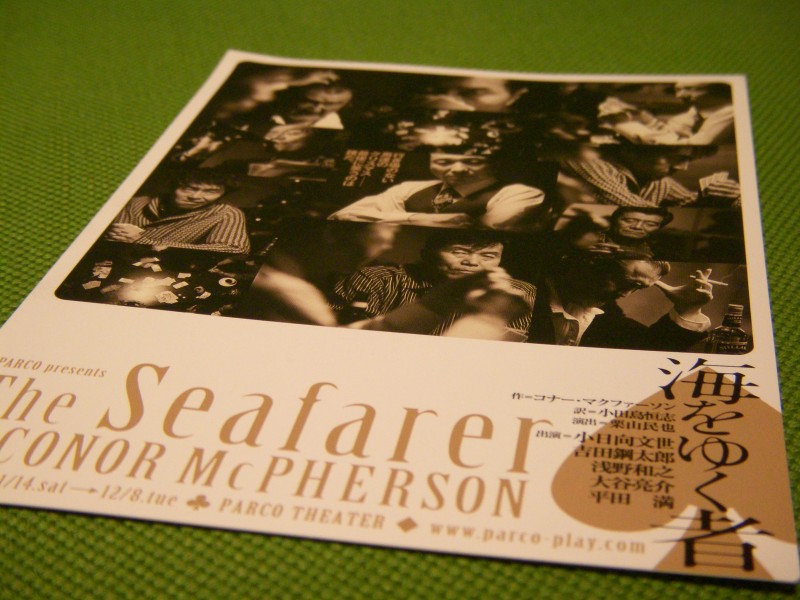 PARCO presents
The Seafarer
CONOR McPHERSON
/14.sat→12/8.tue ♣ PARCO THEATER ◆ www.parco-play.com
作=コナー・マクファーソン
訳=小田島恒志
演出=栗山民也
出演=小日向文世
吉田鋼太郎
浅野和之
大谷亮介
平田 満
海をゆく者